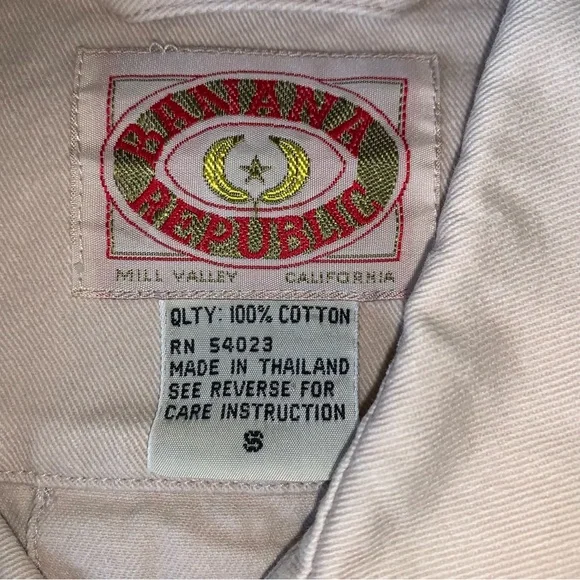 BANANA
REPUBLIC
MILL VALLEY CALIFORNIA
QLTY: 100% COTTON
RN 54023
MADE IN THAILAND
SEE REVERSE FOR
CARE INSTRUCTION
S